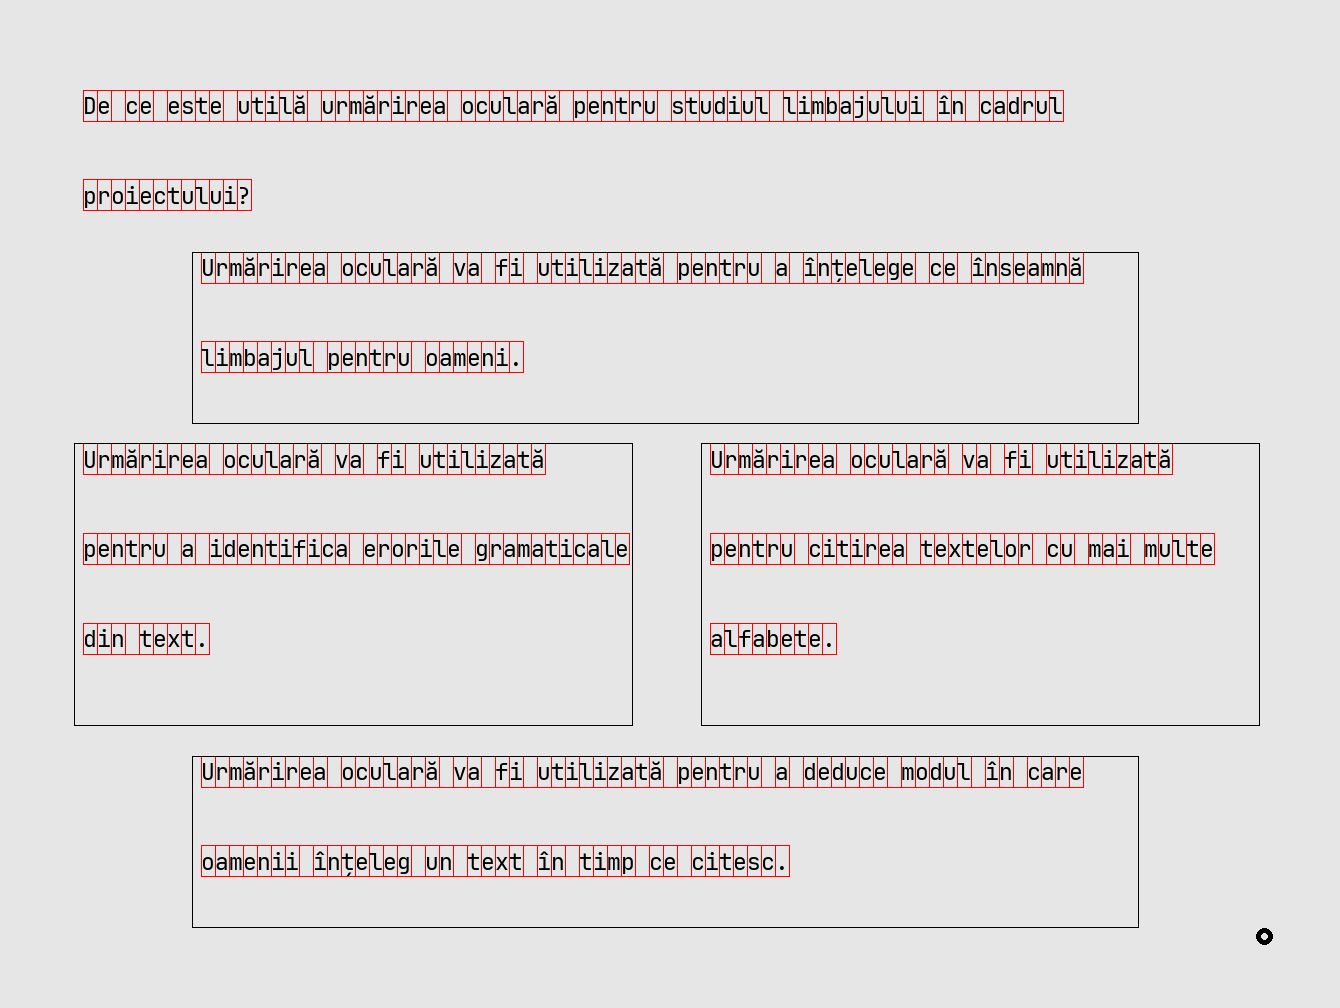 De ce este utilă urmărirea oculară pentru studiul limbajului în cadrul
proiectului?
Urmărirea oculară va fi utilizată pentru a înțelege ce înseamnă
limbajul pentru oameni.
Urmărirea oculară va fi utilizată
pentru a identifica erorile gramaticale
din text.
Urmărirea oculară va fi utilizată
pentru citirea textelor cu mai multe
alfabete.
Urmărirea oculară va fi utilizată pentru a deduce modul în care
oamenii înțeleg un text în timp ce citesc.